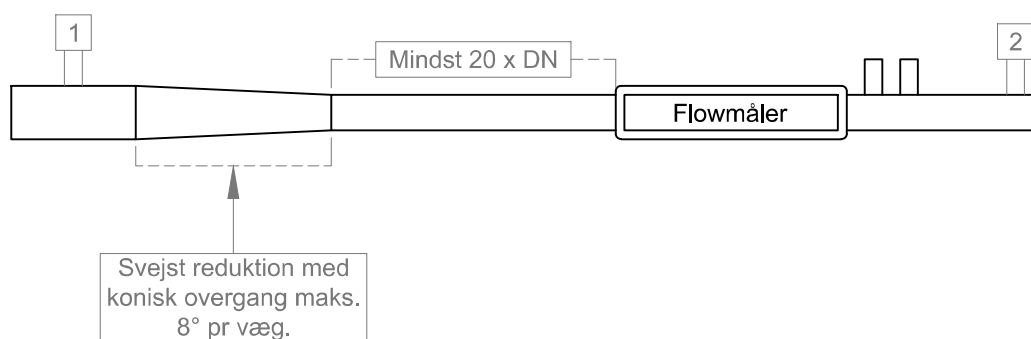 1
Mindst 20 x DN
Flowmåler
2
Svejst reduktion med
konisk overgang maks.
8° pr væg.